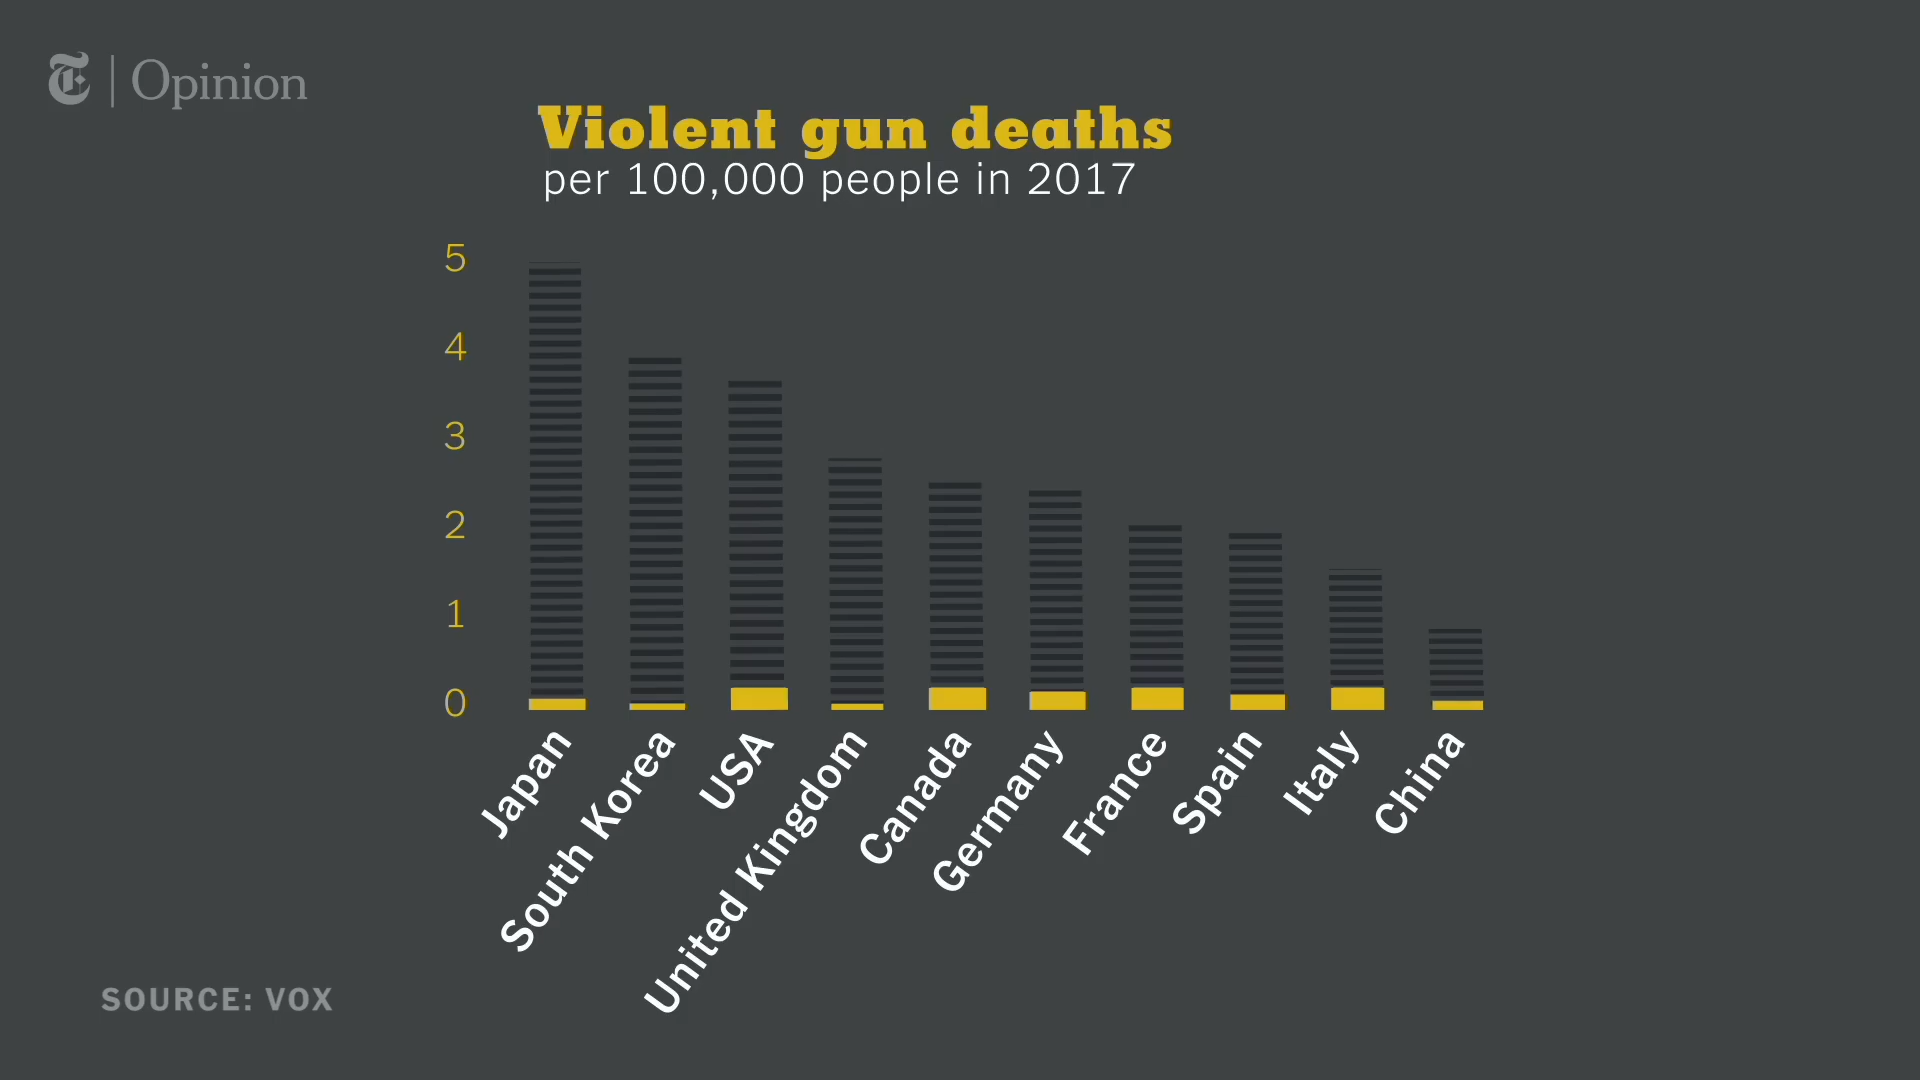 T | Opinion
Violent gun deaths
per 100,000 people in 2017
5
4
3
2
1
0
Japan
South Korea
USA
United Kingdom
Canada
Germany
France
Spain
Italy
China
SOURCE: VOX